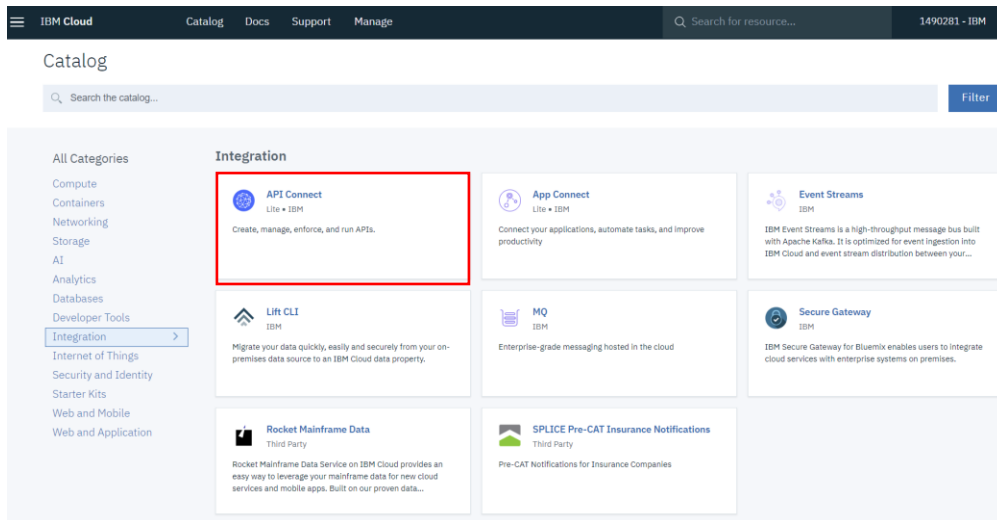 IBM Cloud
Catalog
Docs
Support
Manage
Search for resource...
1490281 - IBM
Catalog
Search the catalog...
Filter
All Categories
Compute
Containers
Networking
Storage
AI
Analytics
Databases
Developer Tools
Integration
Internet of Things
Security and Identity
Starter Kits
Web and Mobile
Web and Application
Integration
API Connect
Lite • IBM
Create, manage, enforce, and run APIs.
App Connect
Lite • IBM
Connect your applications, automate tasks, and improve
productivity
Event Streams
IBM
IBM Event Streams is a high-throughput message bus built
with Apache Kafka. It is optimized for event ingestion into
IBM Cloud and event stream distribution between your...
Lift CLI
IBM
Migrate your data quickly, easily and securely from your on-
premises data source to an IBM Cloud data property.
MQ
IBM
Enterprise-grade messaging hosted in the cloud
Secure Gateway
IBM
IBM Secure Gateway for Bluemix enables users to integrate
cloud services with enterprise systems on premises.
Rocket Mainframe Data
Third Party
Rocket Mainframe Data Service on IBM Cloud provides an
easy way to leverage your mainframe data for new cloud
services and mobile apps. Built on our proven data...
SPLICE Pre-CAT Insurance Notifications
Third Party
Pre-CAT Notifications for Insurance Companies